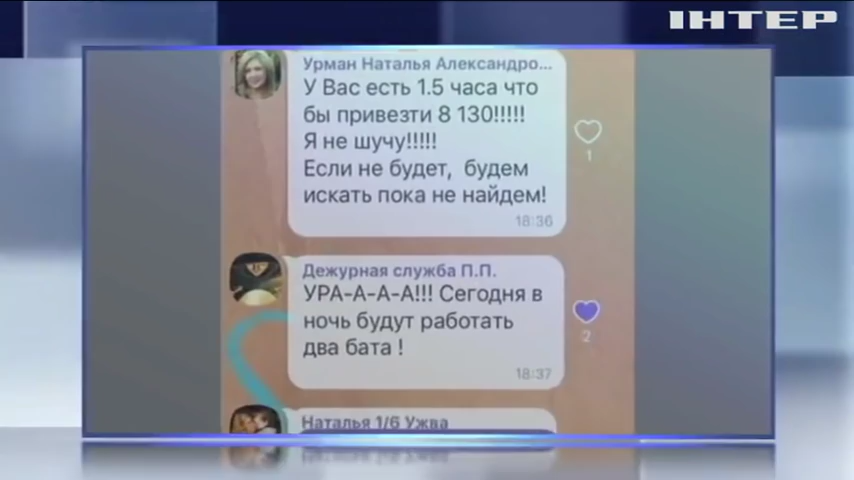 ІНТЕР
Урман Наталья Александро...
У Вас есть 1.5 часа что
бы привезти 8 130!!!!!
Я не шучу!!!!!
Если не будет, будем
искать пока не найдем!
18:36
1
Дежурная служба П.П.
УРА-А-А-А!!! Сегодня в
ночь будут работать
два бата !
18:37
2
Наталья 1/6 Ужва